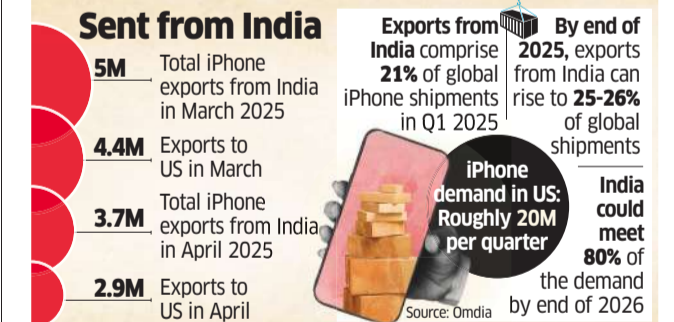 Sent from India
5M
Total iPhone
exports from India
in March 2025
4.4M
Exports to
US in March
3.7M
Total iPhone
exports from India
in April 2025
2.9M
Exports to
US in April
Exports from
India comprise
21% of global
iPhone shipments
in Q1 2025
By end of
2025, exports
from India can
rise to 25-26%
of global
shipments
iPhone
demand in US:
Roughly 20M
per quarter
India
could
meet
80% of
the demand
by end of 2026
Source: Omdia